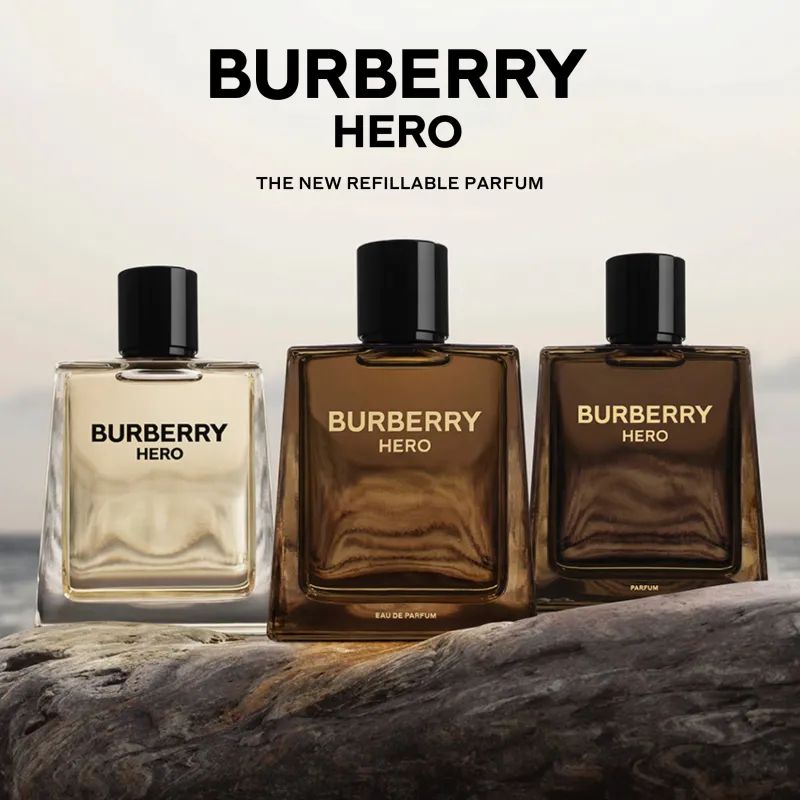 BURBERRY
HERO
THE NEW REFILLABLE PARFUM
BURBERRY
HERO
BURBERRY
HERO
EAU DE PARFUM
BURBERRY
HERO
PARFUM